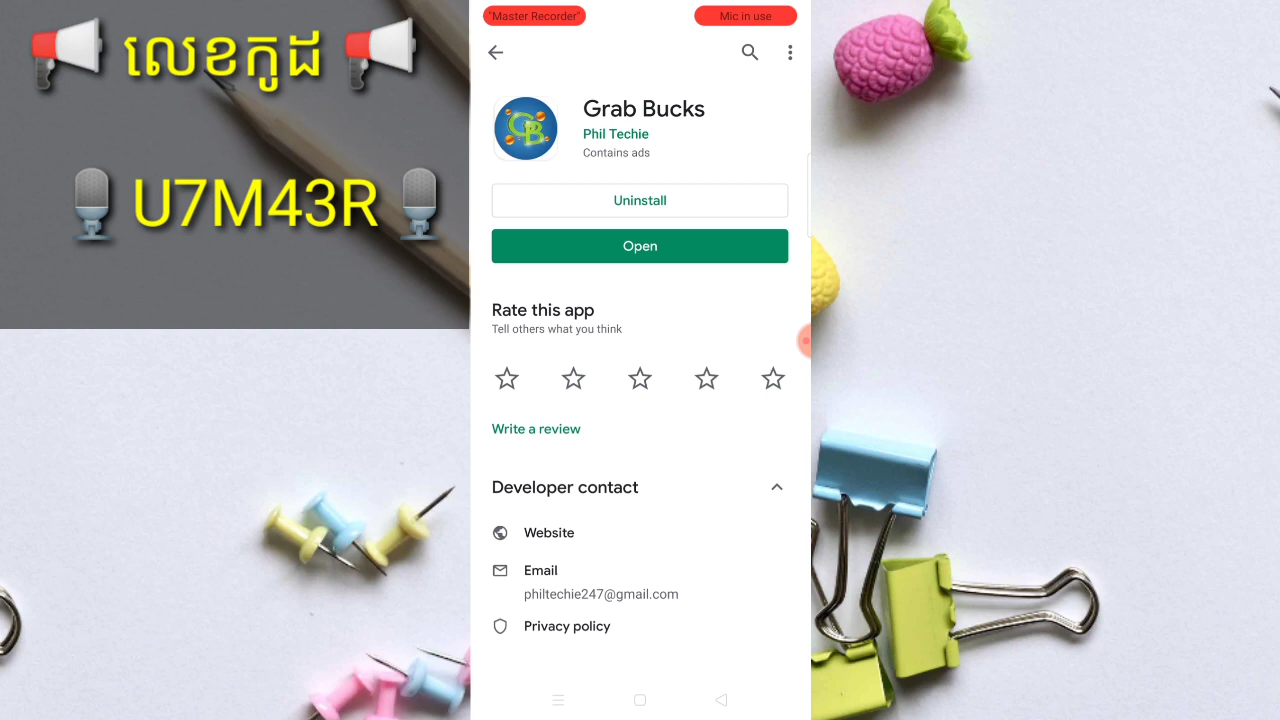 លេខកូដ
U7M43R
"Master Recorder"
Mic in use
Grab Bucks
GB
Phil Techie
Contains ads
Uninstall
Open
Rate this app
Tell others what you think
Write a review
Developer contact
Website
Email
philtechie247@gmail.com
Privacy policy